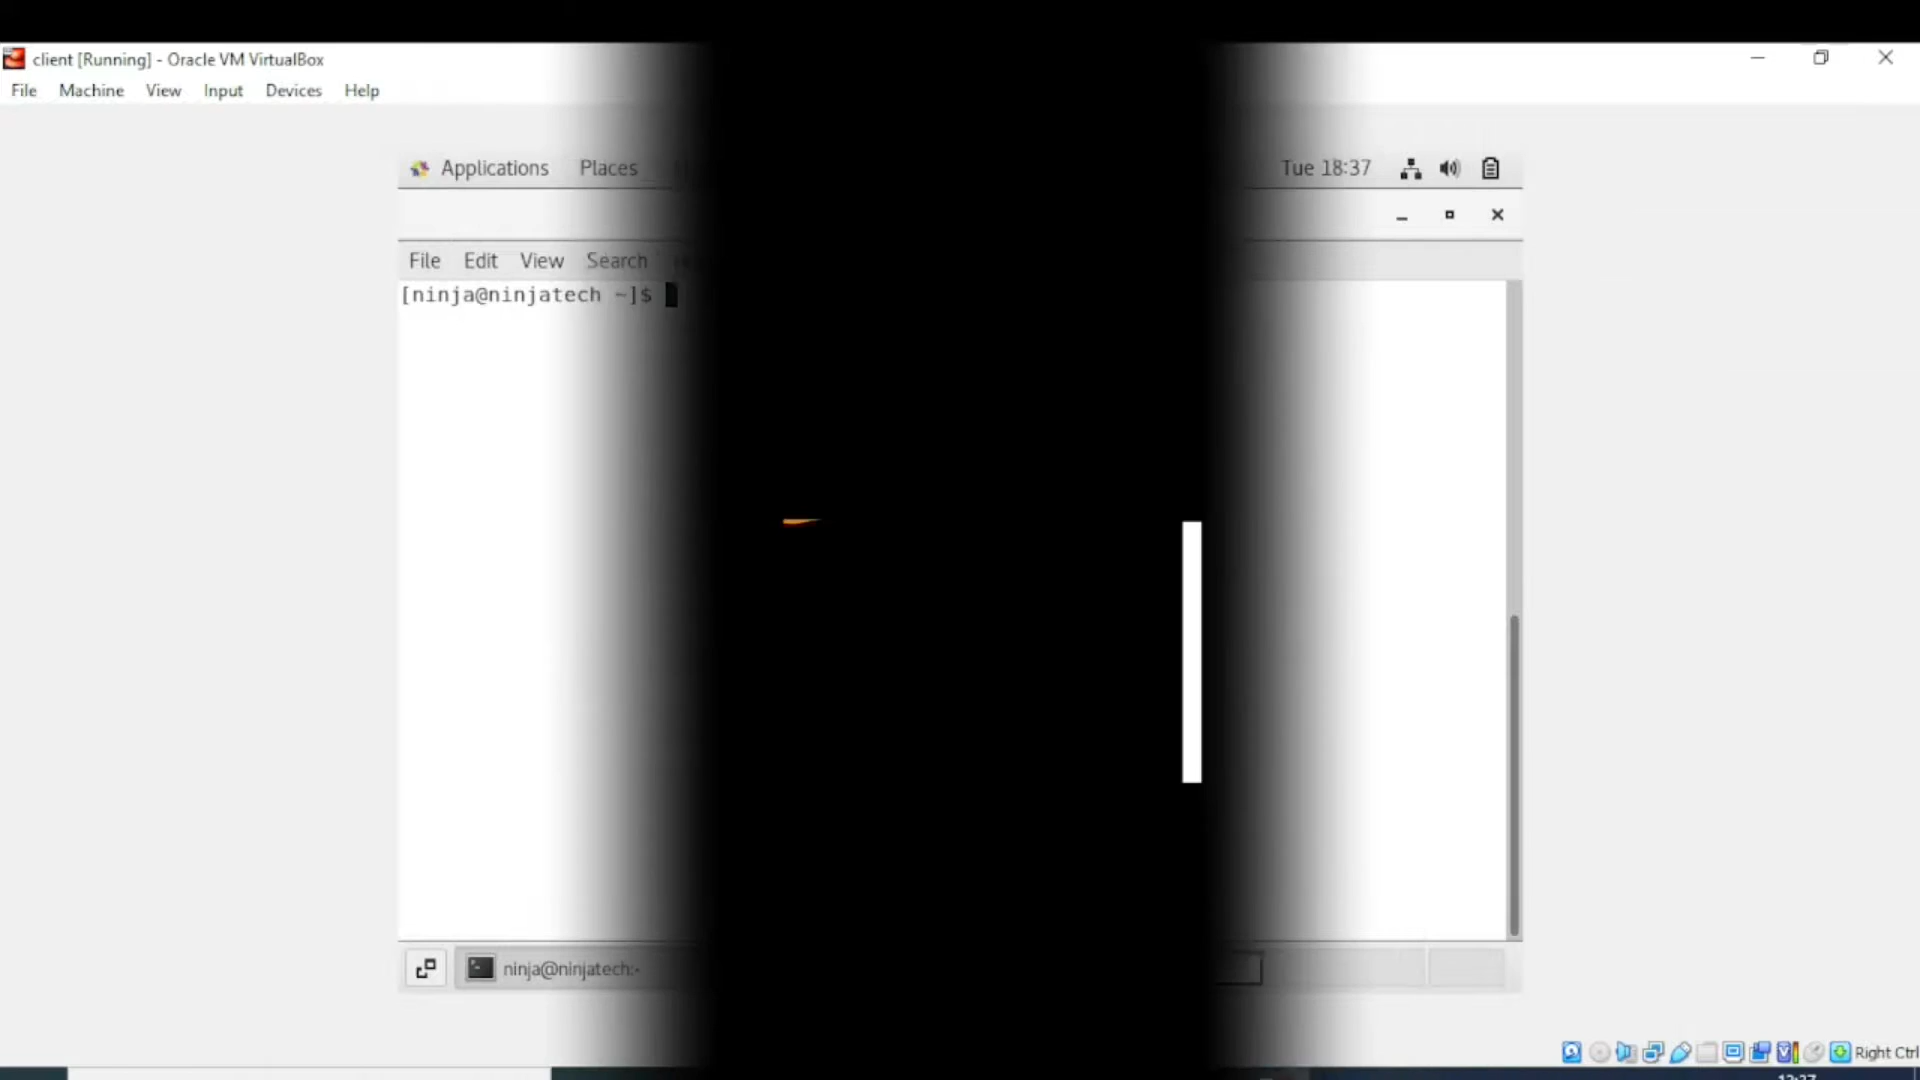 client [Running] - Oracle VM VirtualBox
File Machine View Input Devices Help
Applications Places Tue 18:37
File Edit View Search
[ninja@ninjatech ~]$
ninja@ninjatech:
Right Ctrl